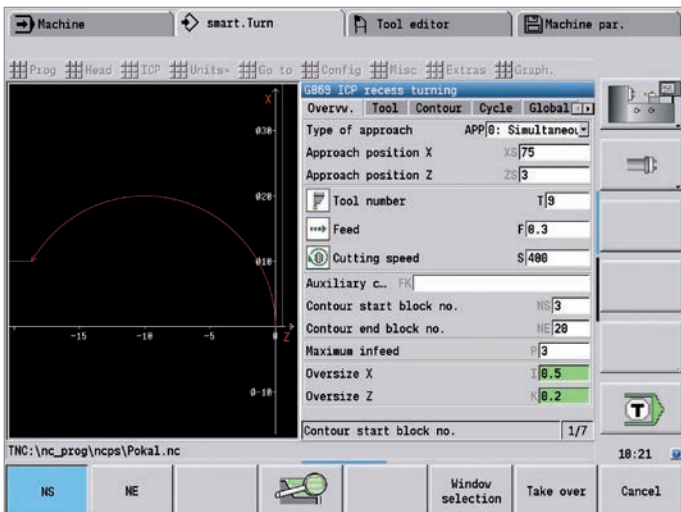 Machine
smart.Turn
Tool editor
Machine par.
Prog Head ICP Units▸ Go to Config Misc Extras Graph.
G869 ICP recess turning
Overvw. Tool Contour Cycle Global
Type of approach APP 0: Simultaneou
Approach position X XS 75
Approach position Z ZS 3
Tool number T 9
Feed F 0.3
Cutting speed S 400
Auxiliary c… FK
Contour start block no. NS 3
Contour end block no. NE 20
Maximum infeed P 3
Oversize X I 0.5
Oversize Z K 0.2
Contour start block no. 1/7
X
Ø30
Ø20
Ø10
-15 -10 -5 0 Z
Ø-10
T
TNC:\nc_prog\ncps\Pokal.nc
10:21
NS
NE
Window selection
Take over
Cancel